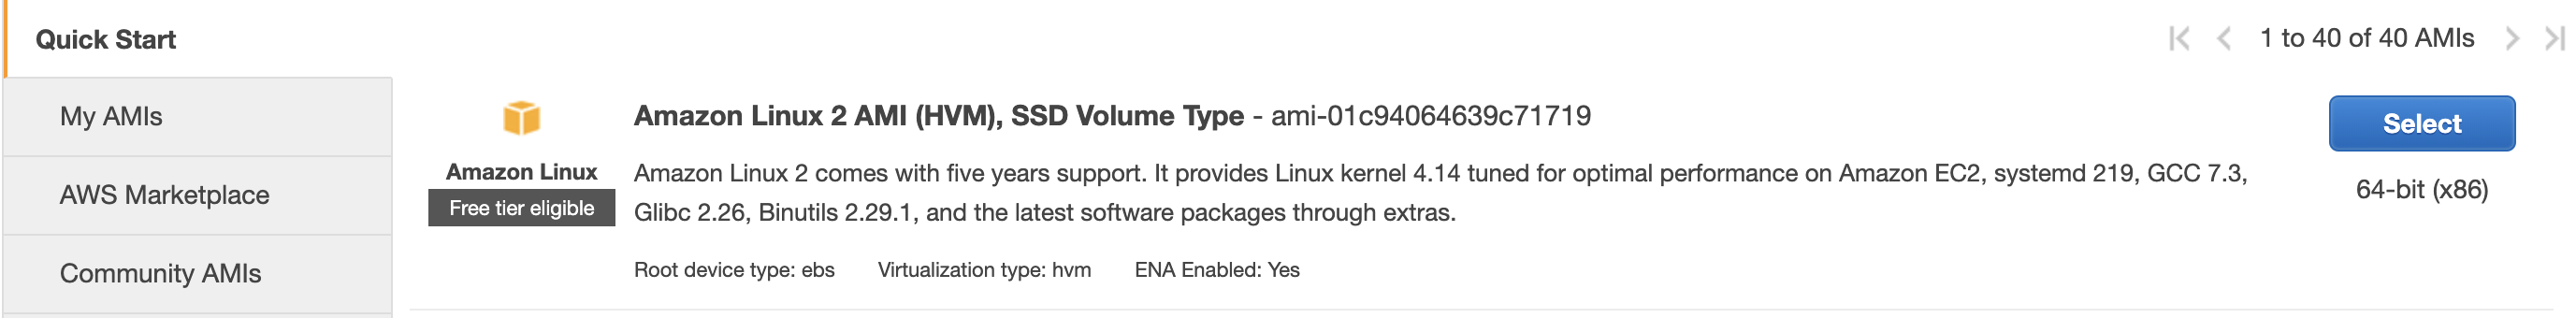 Quick Start
My AMIs
AWS Marketplace
Community AMIs
1 to 40 of 40 AMIs
Amazon Linux
Free tier eligible
Amazon Linux 2 AMI (HVM), SSD Volume Type - ami-01c94064639c71719
Amazon Linux 2 comes with five years support. It provides Linux kernel 4.14 tuned for optimal performance on Amazon EC2, systemd 219, GCC 7.3,
Glibc 2.26, Binutils 2.29.1, and the latest software packages through extras.
Root device type: ebs Virtualization type: hvm ENA Enabled: Yes
Select
64-bit (x86)